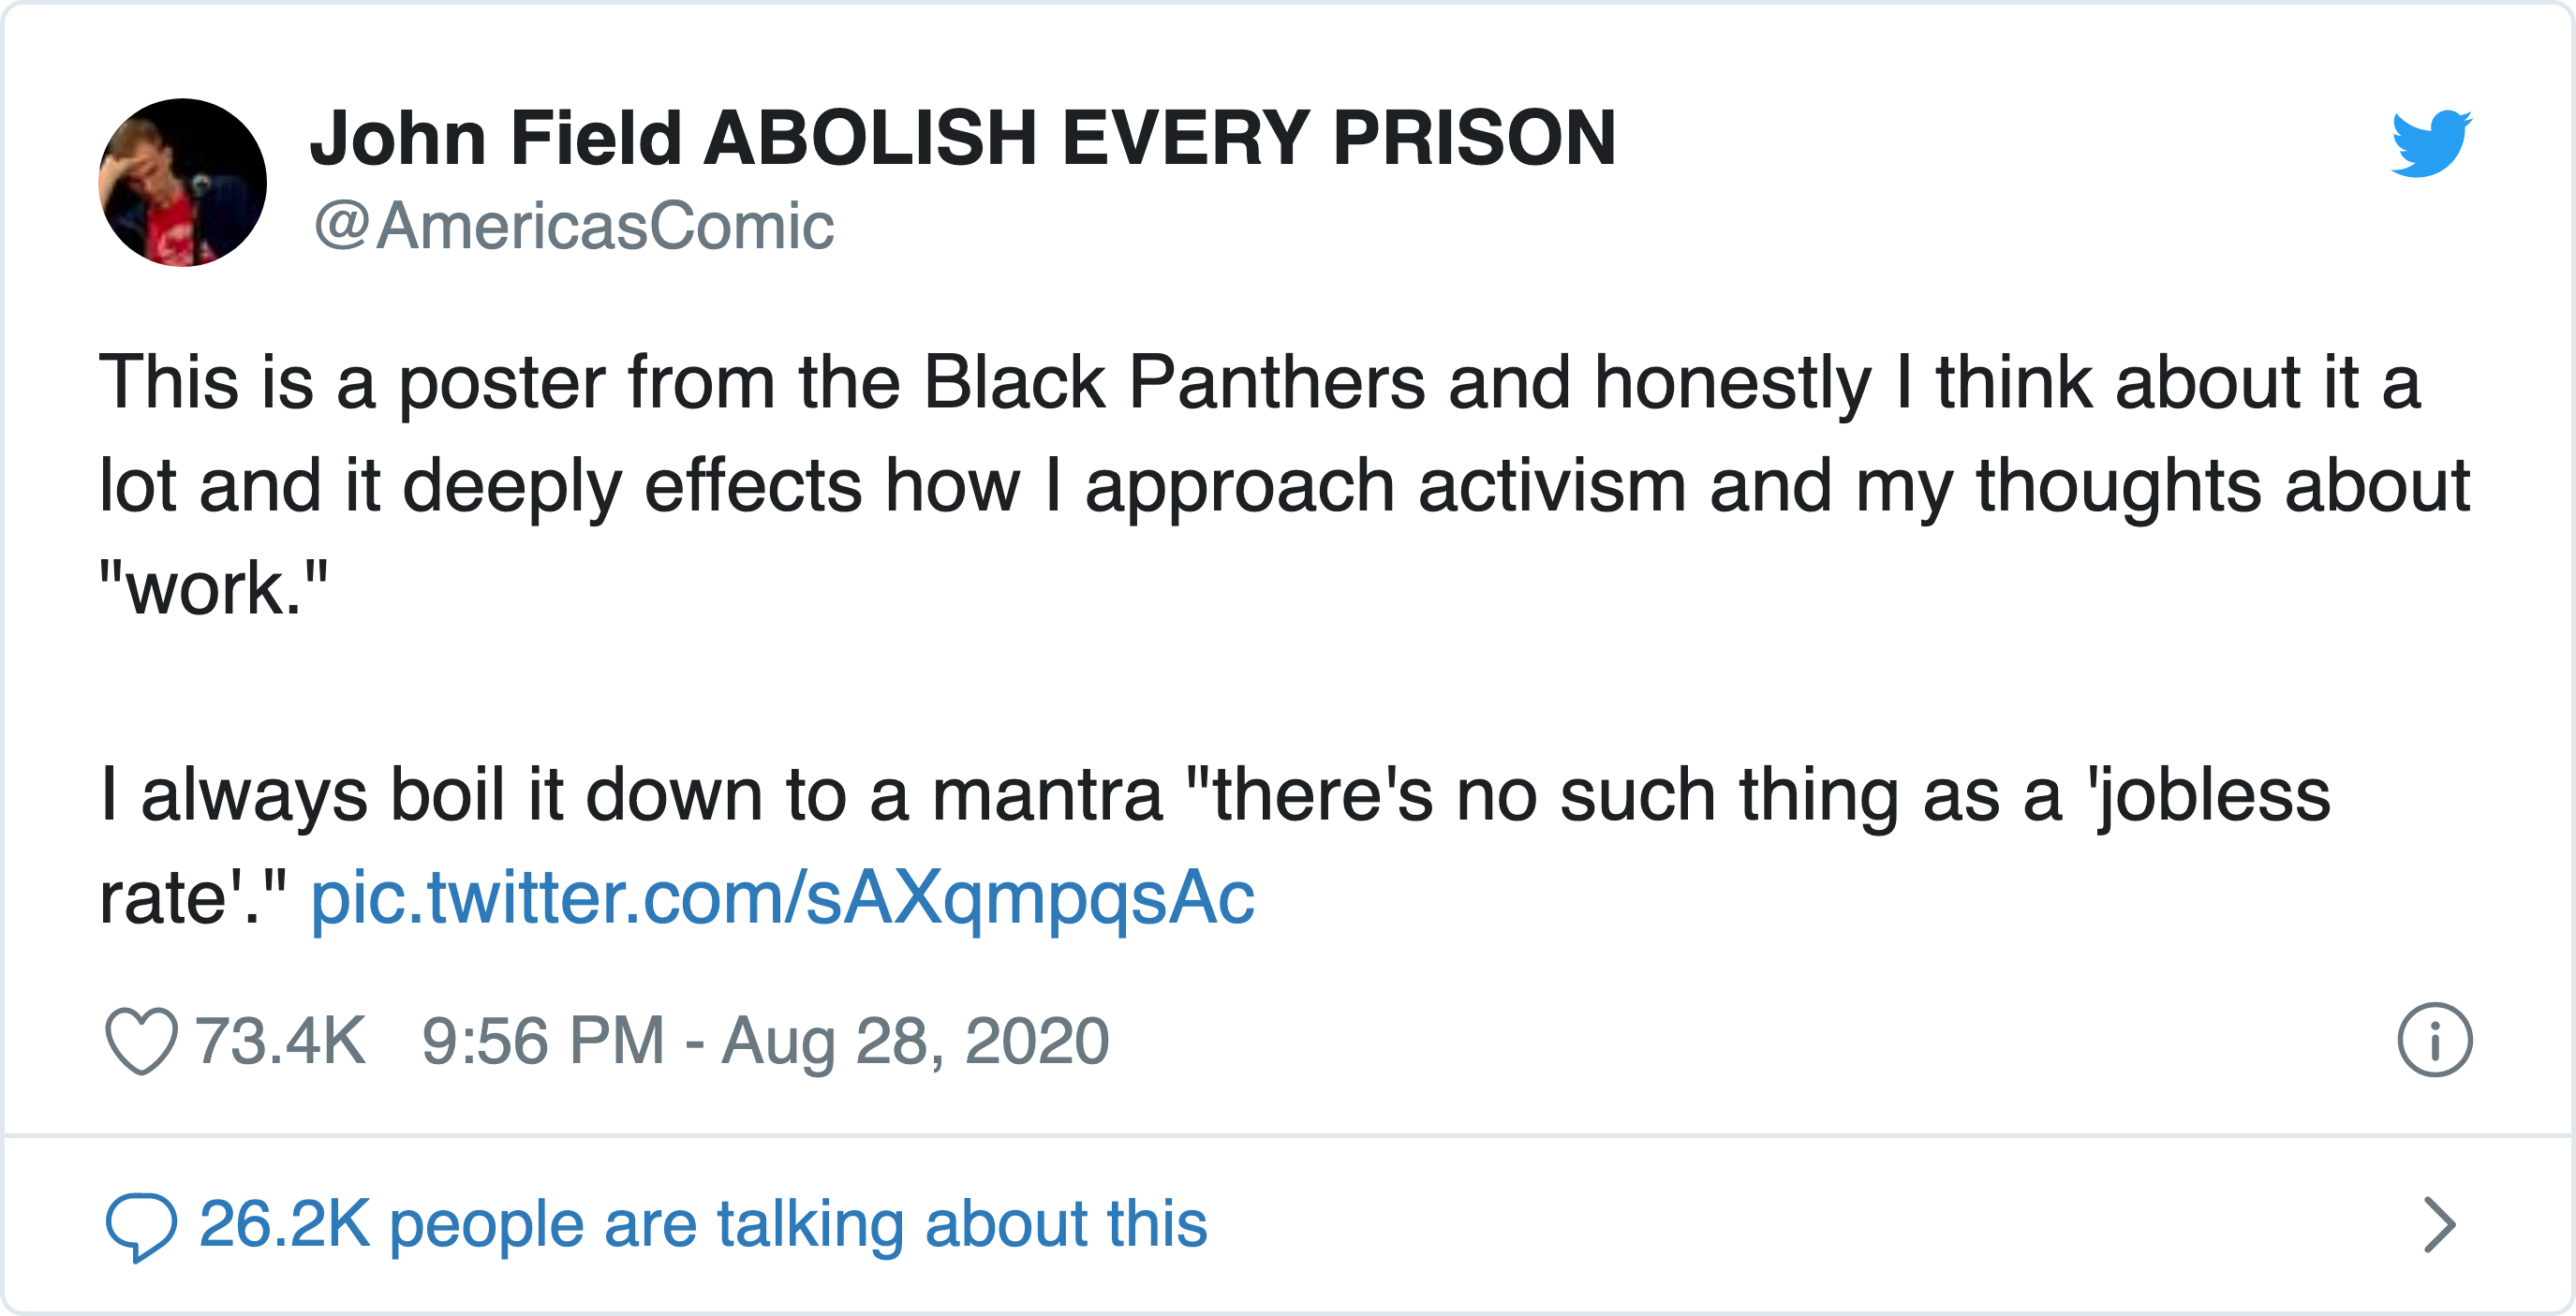 John Field ABOLISH EVERY PRISON
@AmericasComic
This is a poster from the Black Panthers and honestly I think about it a
lot and it deeply effects how I approach activism and my thoughts about
"work."
I always boil it down to a mantra "there's no such thing as a 'jobless
rate'." pic.twitter.com/sAXqmpqsAc
73.4K 9:56 PM - Aug 28, 2020
26.2K people are talking about this